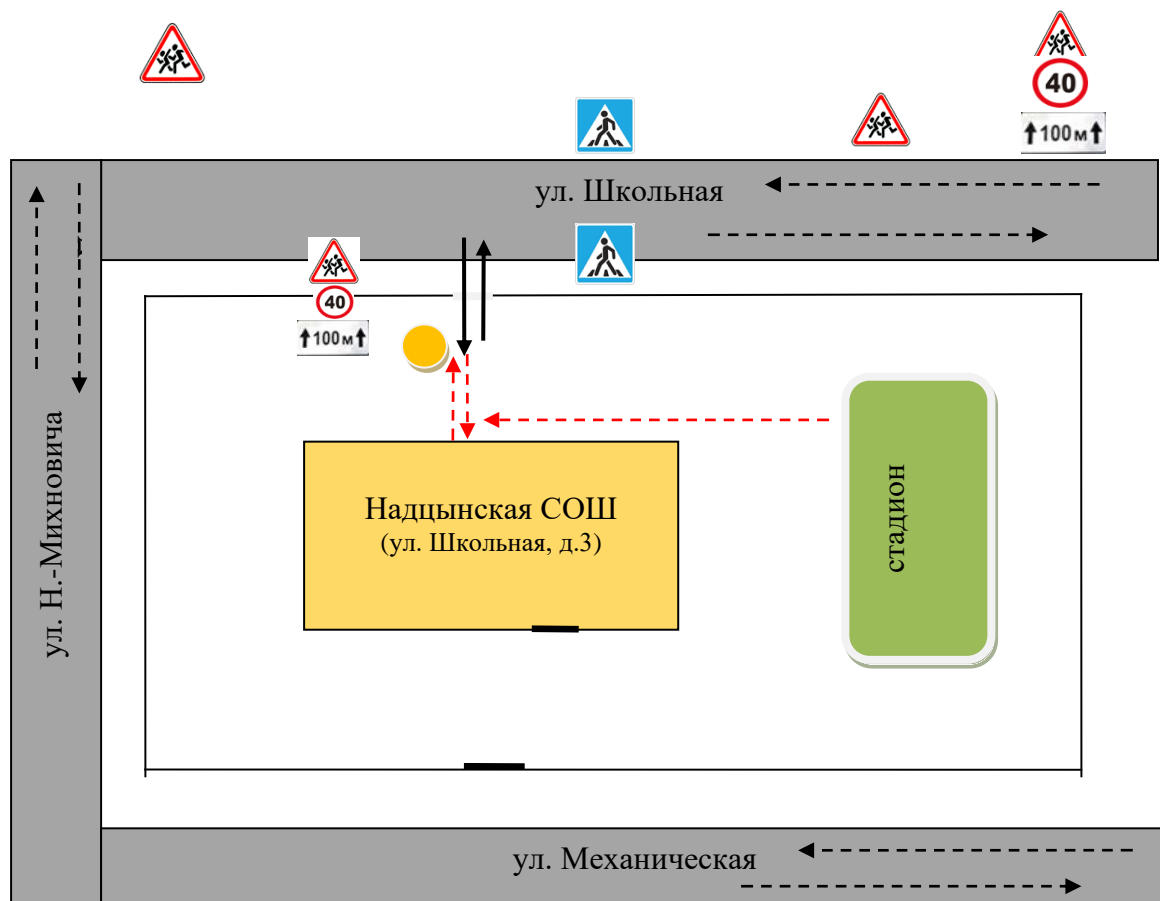 40
↑100м↑
ул. Школьная
40
↑100м↑
ул. Н.-Михновича
Надцынская СОШ
(ул. Школьная, д.3)
стадион
ул. Механическая